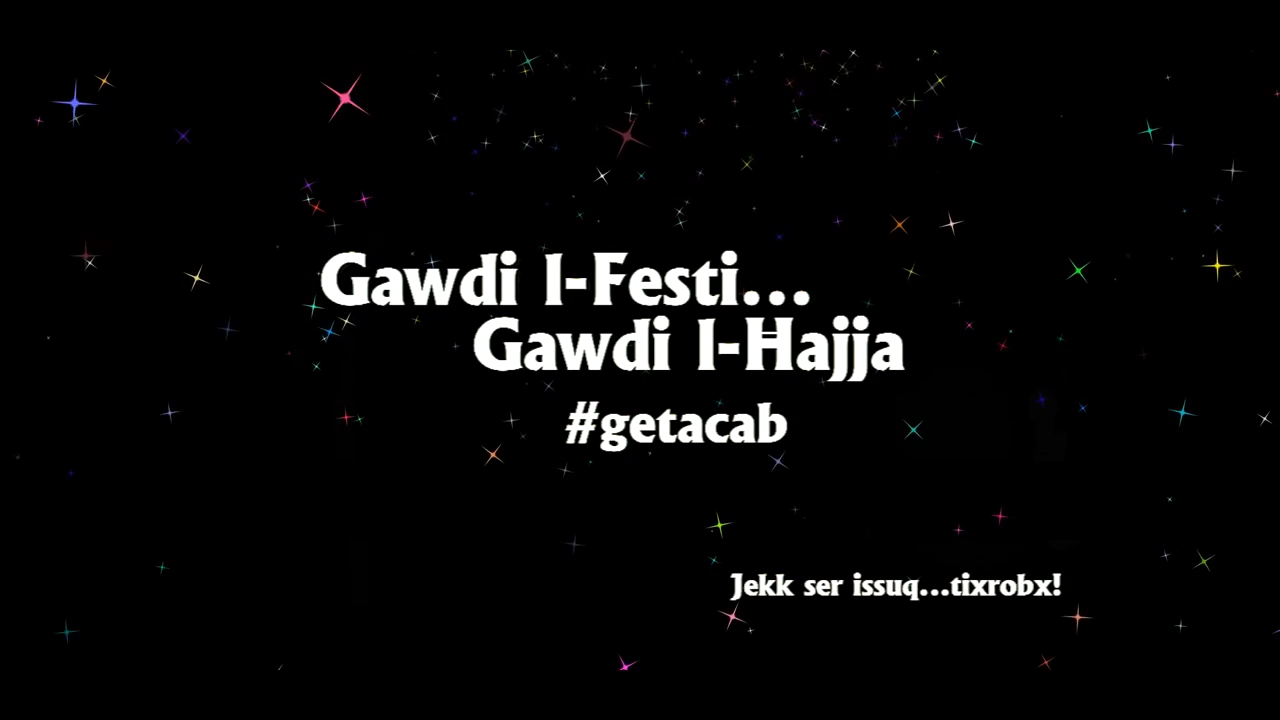 Gawdi l-Festi...
Gawdi l-Hajja
#getacab
Jekk ser issuq...tixrobx!